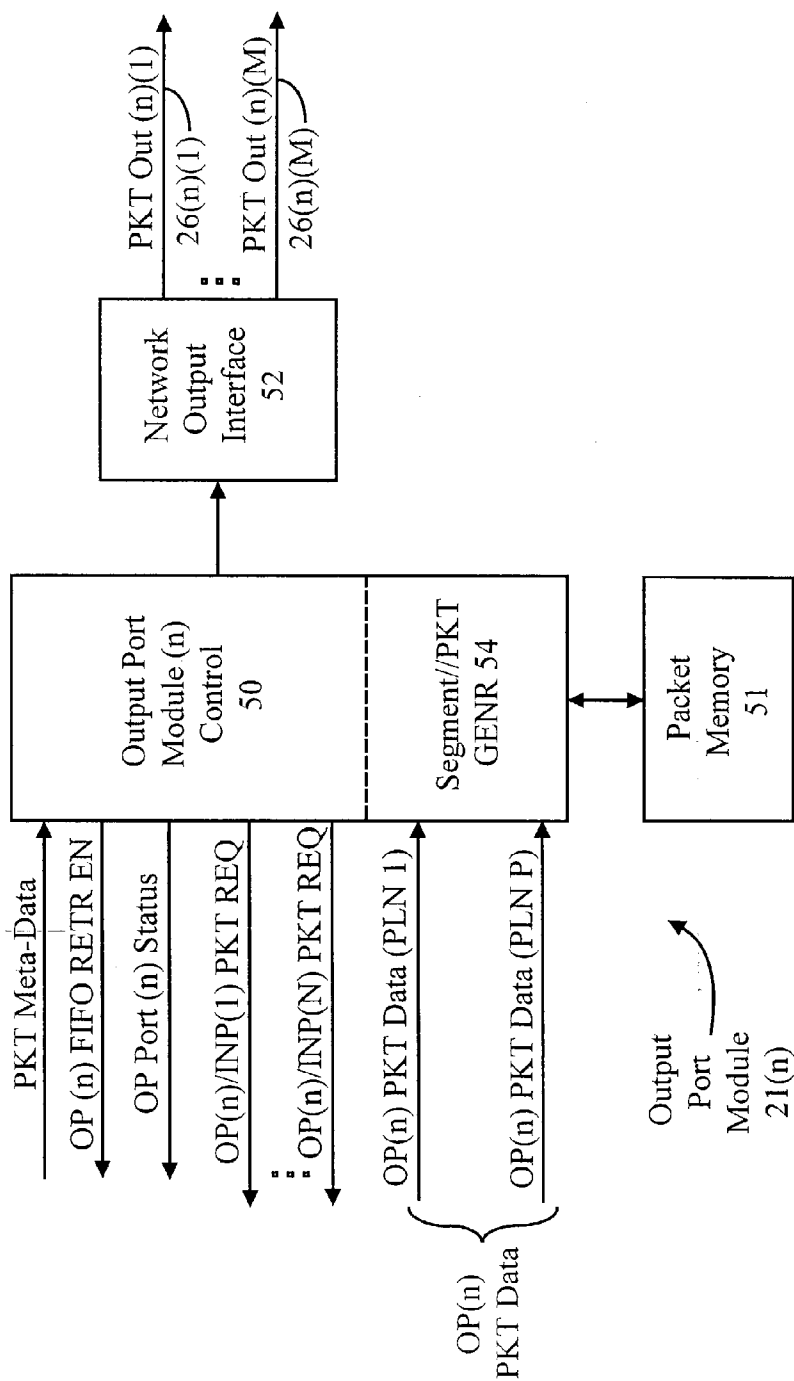 PKT Meta-Data
OP (n) FIFO RETR EN
OP Port (n) Status
OP(n)/INP(1) PKT REQ
OP(n)/INP(N) PKT REQ
OP(n) PKT Data (PLN 1)
OP(n) PKT Data (PLN P)
OP(n)
PKT Data
Output Port
Module (n)
Control
50
Segment//PKT
GENR 54
Packet
Memory
51
Network
Output
Interface
52
PKT Out (n)(1)
26(n)(1)
PKT Out (n)(M)
26(n)(M)
Output
Port
Module
21(n)